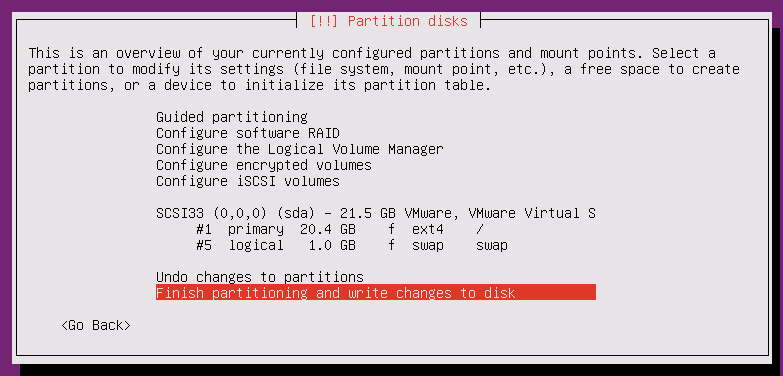 [!!] Partition disks
This is an overview of your currently configured partitions and mount points. Select a
partition to modify its settings (file system, mount point, etc.), a free space to create
partitions, or a device to initialize its partition table.
Guided partitioning
Configure software RAID
Configure the Logical Volume Manager
Configure encrypted volumes
Configure iSCSI volumes
SCSI33 (0,0,0) (sda) - 21.5 GB VMware, VMware Virtual S
#1 primary 20.4 GB f ext4 /
#5 logical 1.0 GB f swap swap
Undo changes to partitions
Finish partitioning and write changes to disk
<Go Back>